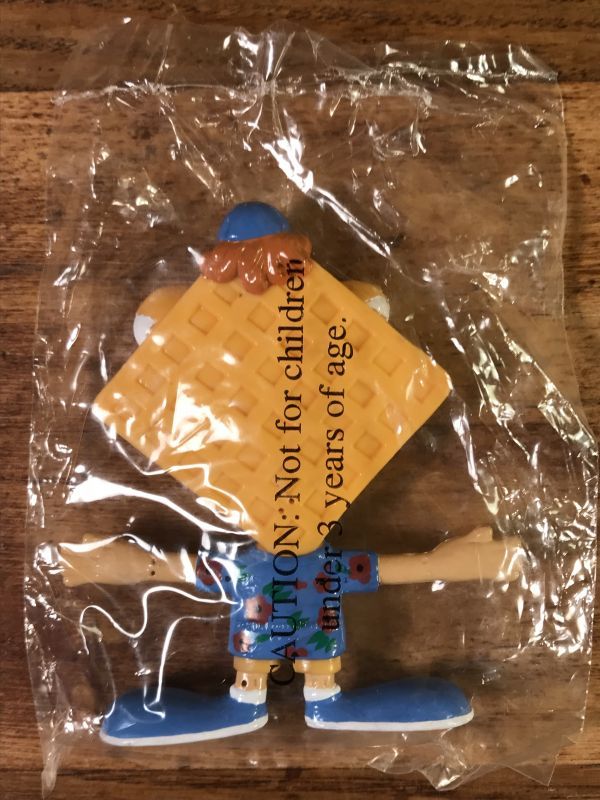 CAUTION: Not for children
under 3 years of age.